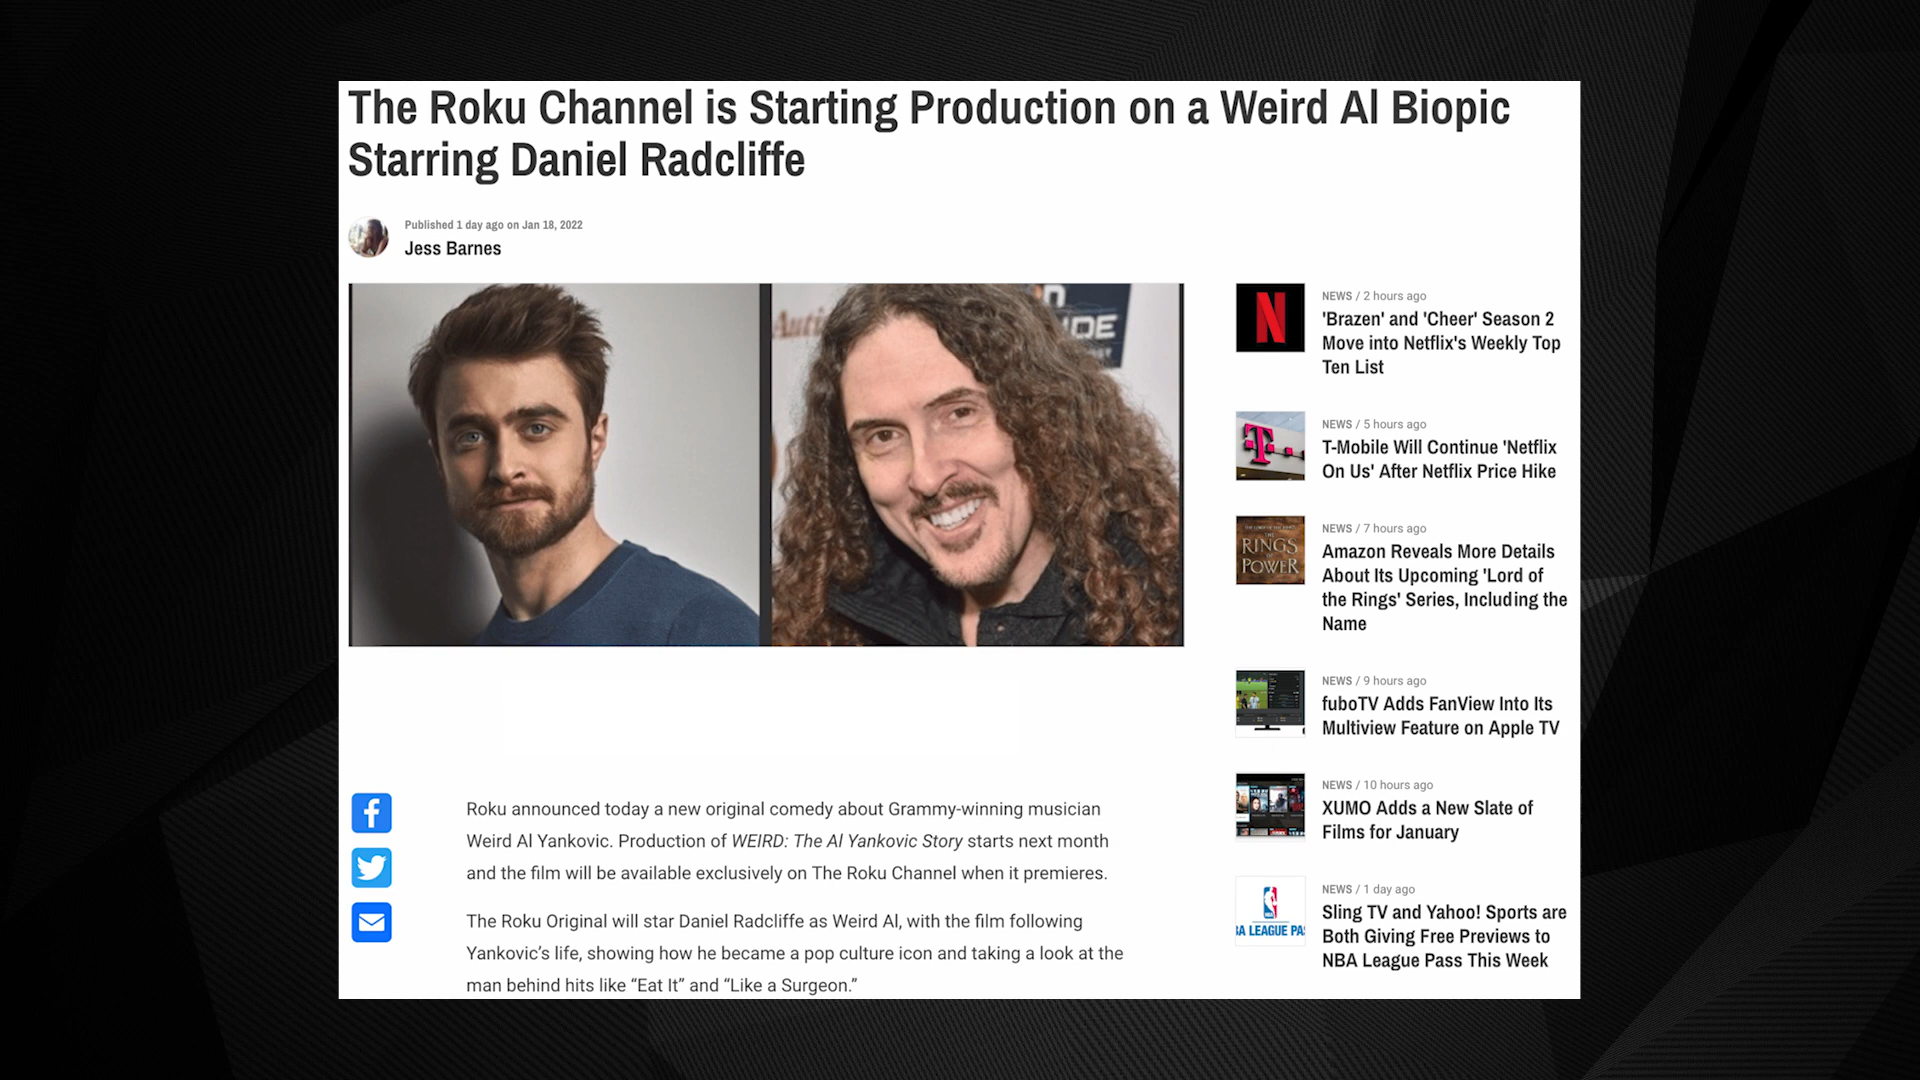 The Roku Channel is Starting Production on a Weird Al Biopic
Starring Daniel Radcliffe
Published 1 day ago on Jan 18, 2022
Jess Barnes
Auti
IDE
NEWS / 2 hours ago
'Brazen' and 'Cheer' Season 2
Move into Netflix's Weekly Top
Ten List
NEWS / 5 hours ago
T-Mobile Will Continue 'Netflix
On Us' After Netflix Price Hike
THE
RINGS
OF
POWER
NEWS / 7 hours ago
Amazon Reveals More Details
About Its Upcoming 'Lord of
the Rings' Series, Including the
Name
NEWS / 9 hours ago
fuboTV Adds FanView Into Its
Multiview Feature on Apple TV
NEWS / 10 hours ago
XUMO Adds a New Slate of
Films for January
BA LEAGUE PA
NEWS / 1 day ago
Sling TV and Yahoo! Sports are
Both Giving Free Previews to
NBA League Pass This Week
Roku announced today a new original comedy about Grammy-winning musician
Weird Al Yankovic. Production of WEIRD: The Al Yankovic Story starts next month
and the film will be available exclusively on The Roku Channel when it premieres.
The Roku Original will star Daniel Radcliffe as Weird Al, with the film following
Yankovic’s life, showing how he became a pop culture icon and taking a look at the
man behind hits like “Eat It” and “Like a Surgeon.”